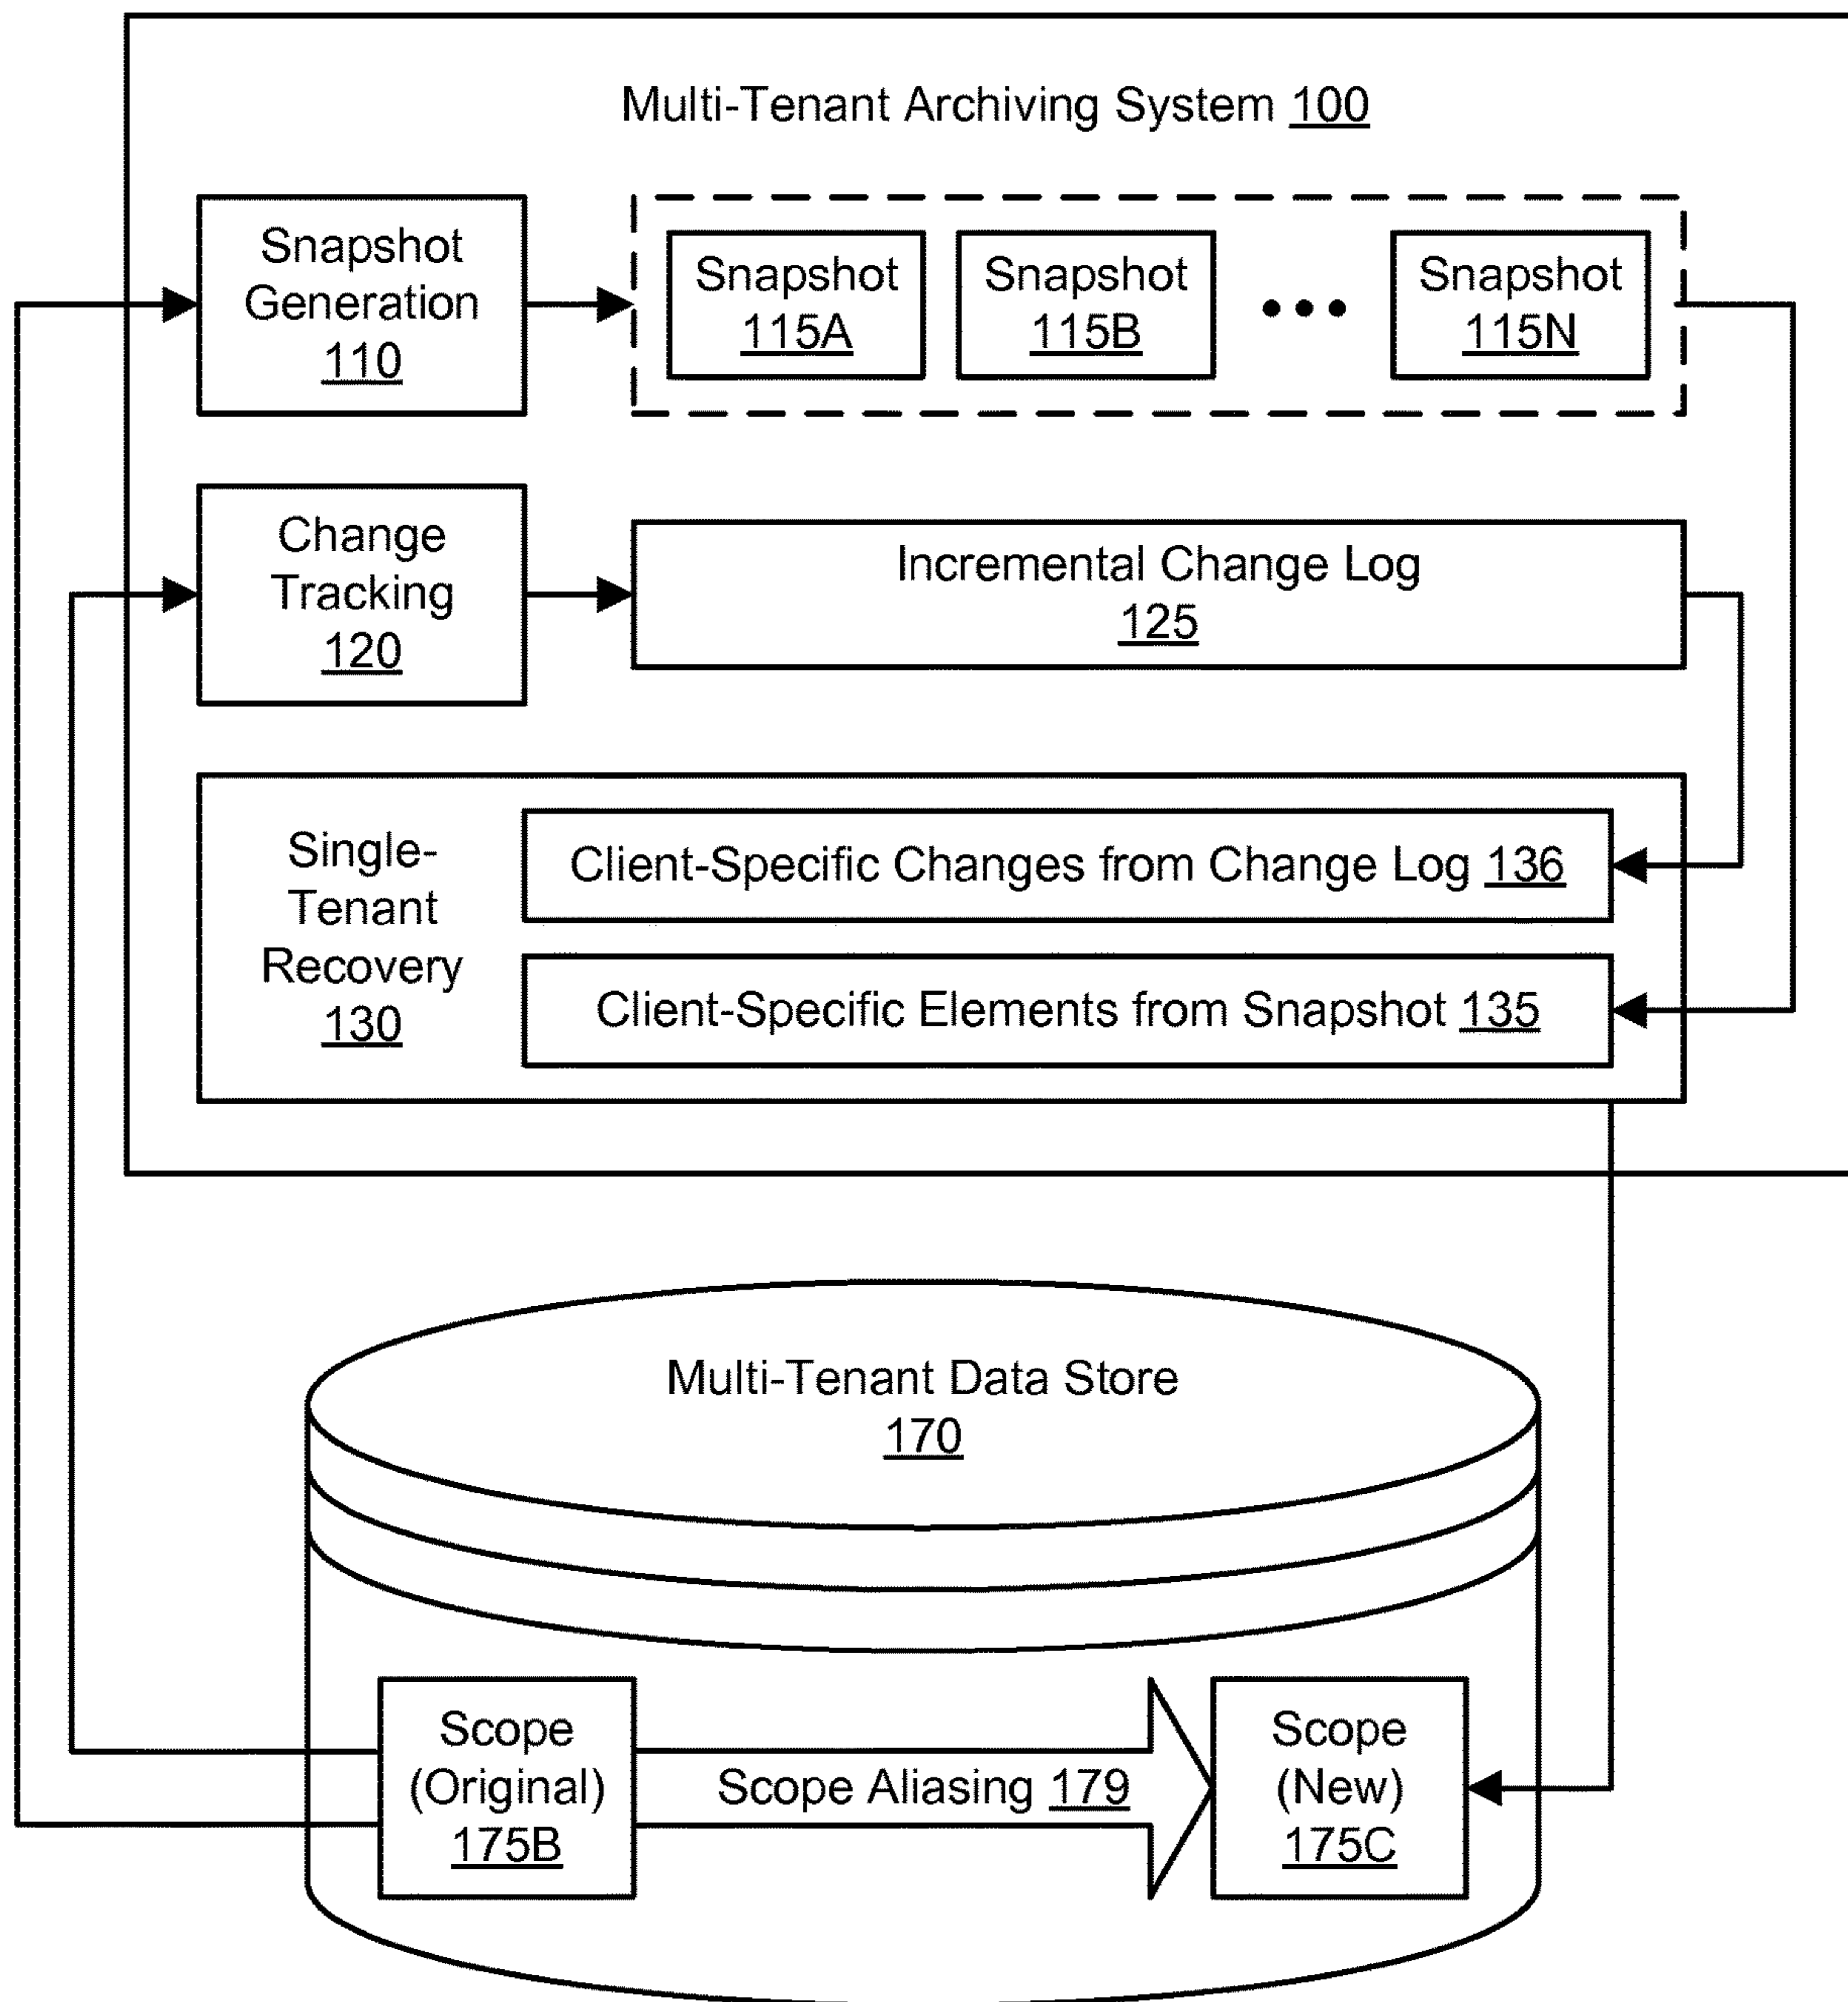 Multi-Tenant Archiving System 100
Snapshot
Generation
110
Snapshot
115A
Snapshot
115B
•••
Snapshot
115N
Change
Tracking
120
Incremental Change Log
125
Single-
Tenant
Recovery
130
Client-Specific Changes from Change Log 136
Client-Specific Elements from Snapshot 135
Multi-Tenant Data Store
170
Scope
(Original)
175B
Scope Aliasing 179
Scope
(New)
175C